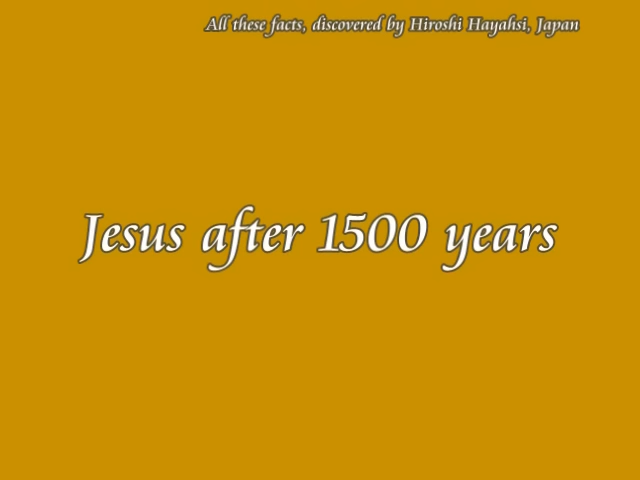 All these facts, discovered by Hiroshi Hayahsi, Japan
Jesus after 1500 years